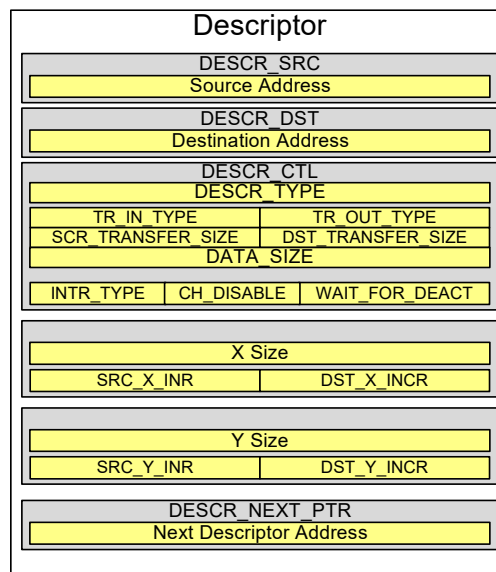 Descriptor
DESCR_SRC
Source Address
DESCR_DST
Destination Address
DESCR_CTL
DESCR_TYPE
TR_IN_TYPE TR_OUT_TYPE
SCR_TRANSFER_SIZE DST_TRANSFER_SIZE
DATA_SIZE
INTR_TYPE CH_DISABLE WAIT_FOR_DEACT
X Size
SRC_X_INR DST_X_INCR
Y Size
SRC_Y_INR DST_Y_INCR
DESCR_NEXT_PTR
Next Descriptor Address